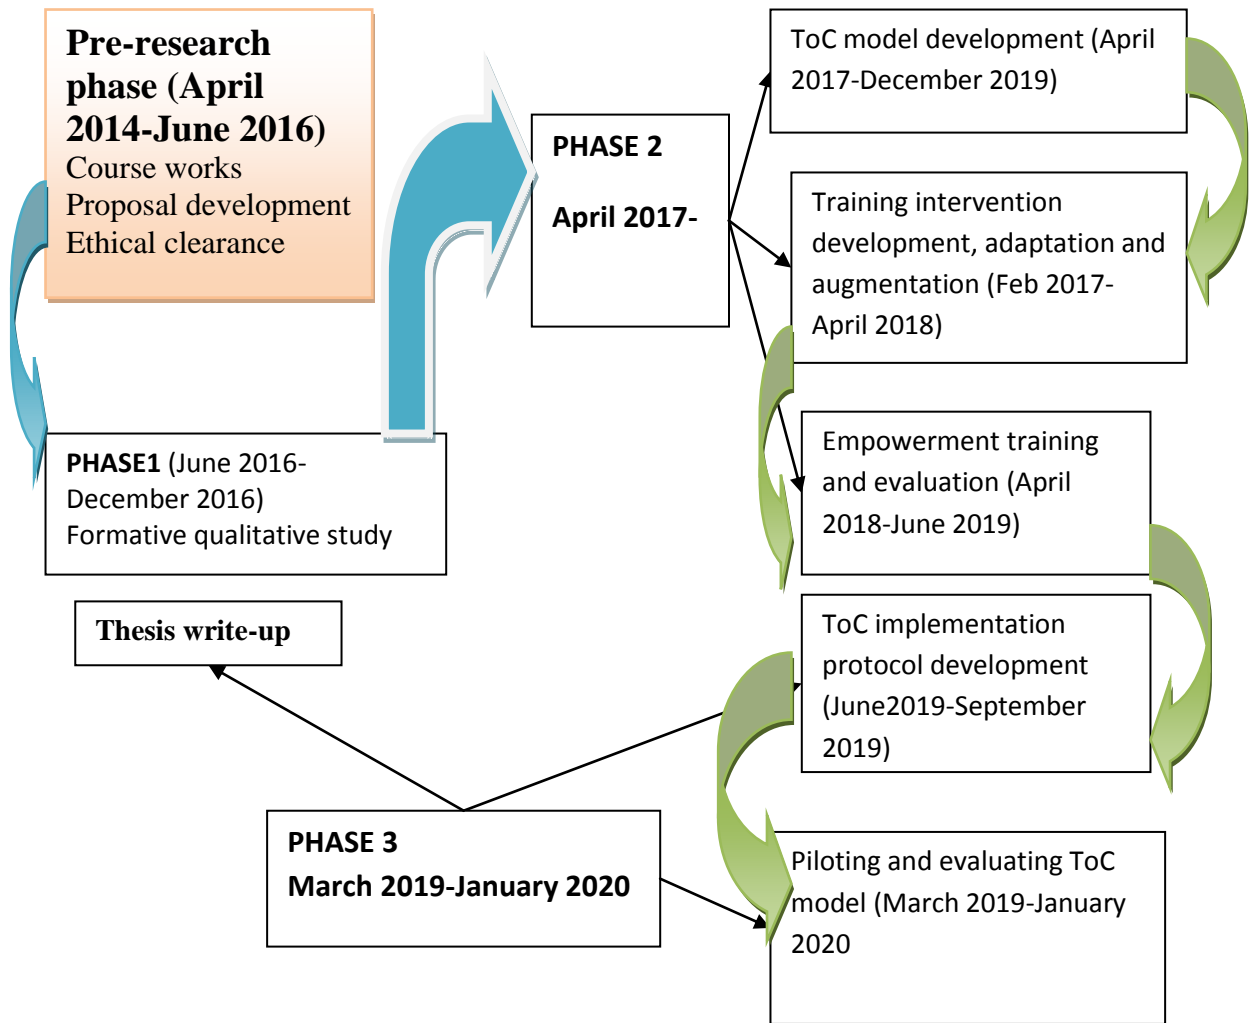 Pre-research
phase (April
2014-June 2016)
Course works
Proposal development
Ethical clearance
PHASE1 (June 2016-
December 2016)
Formative qualitative study
PHASE 2
April 2017-
ToC model development (April
2017-December 2019)
Training intervention
development, adaptation and
augmentation (Feb 2017-
April 2018)
Empowerment training
and evaluation (April
2018-June 2019)
ToC implementation
protocol development
(June2019-September
2019)
Thesis write-up
PHASE 3
March 2019-January 2020
Piloting and evaluating ToC
model (March 2019-January
2020